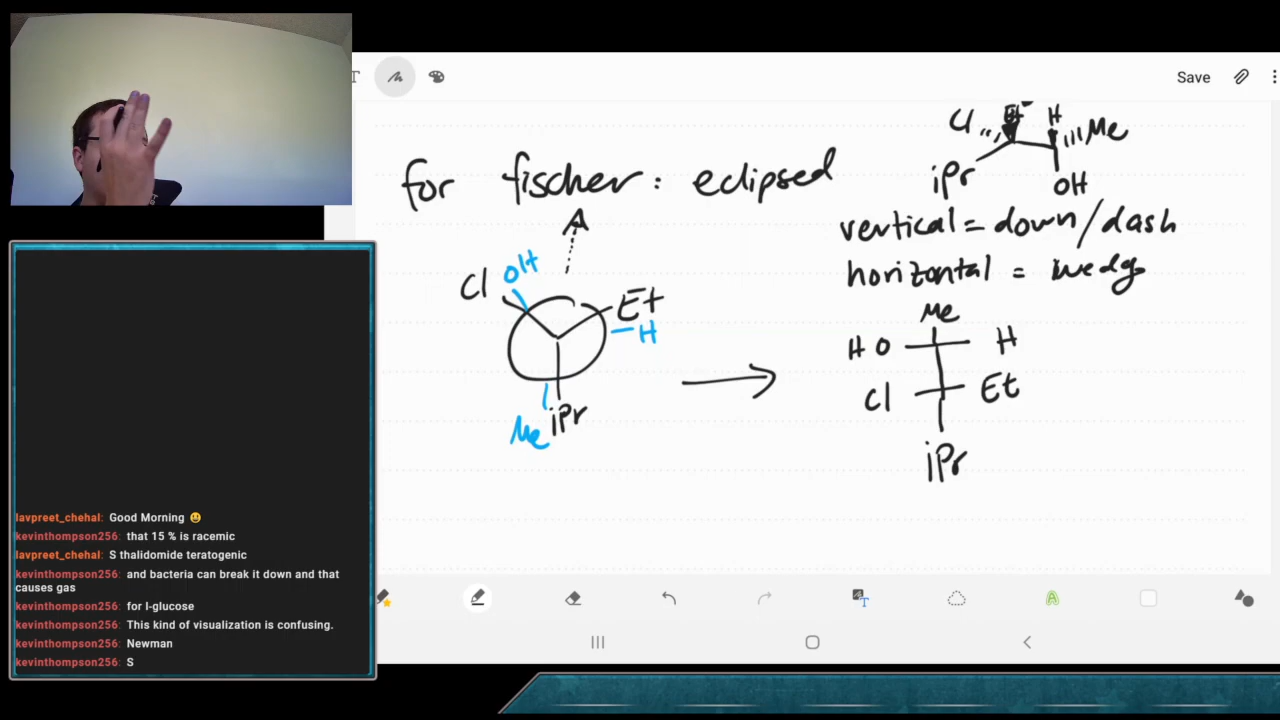 T
Save
Cl
Et
H
Me
iPr
OH
for fischer: eclipsed
vertical = down/dash
horizontal = wedg
A
Cl
OH
Et
H
Me
iPr
Me
HO
H
Cl
Et
iPr
lavpreet_chehal: Good Morning 😃
kevinthompson256: that 15 % is racemic
lavpreet_chehal: S thalidomide teratogenic
kevinthompson256: and bacteria can break it down and that
causes gas
kevinthompson256: for l-glucose
kevinthompson256: This kind of visualization is confusing.
kevinthompson256: Newman
kevinthompson256: S
T
A